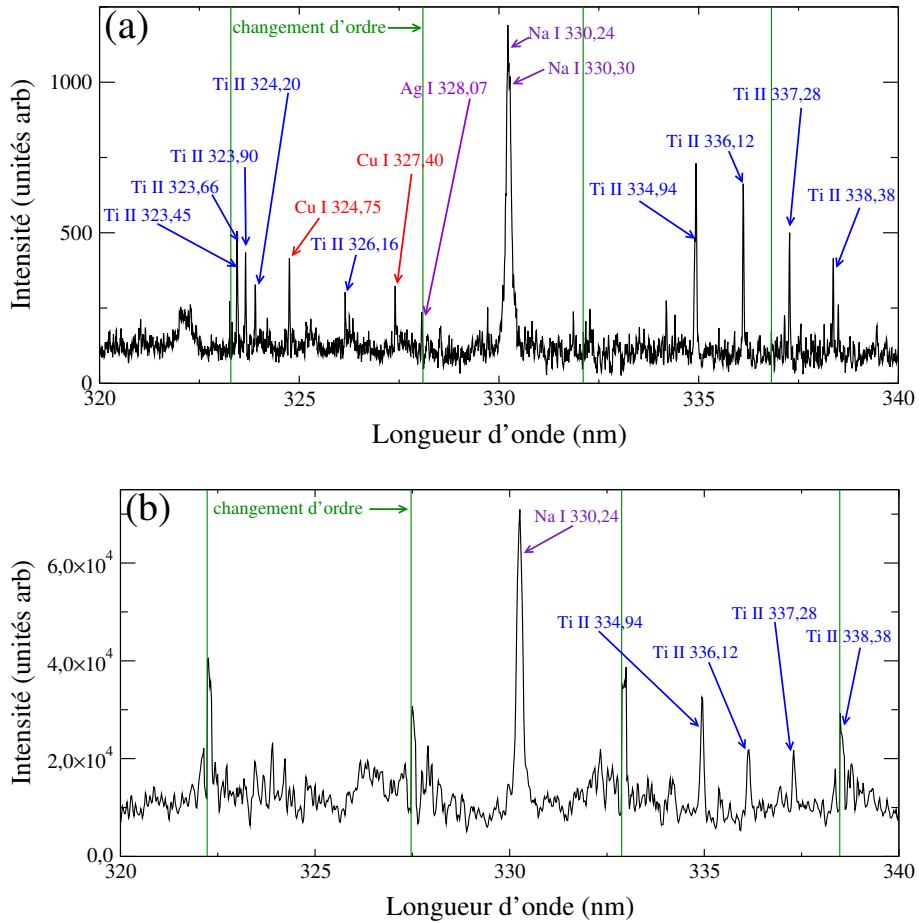 (a)
changement d'ordre
Na I 330,24
Na I 330,30
Ti II 324,20
Ag I 328,07
Ti II 337,28
Ti II 323,90
Cu I 327,40
Ti II 336,12
Ti II 323,66
Ti II 334,94
Ti II 338,38
Ti II 323,45
Cu I 324,75
Ti II 326,16
Intensité (unités arb)
1000
500
0
320
325
330
335
340
Longueur d'onde (nm)
(b)
changement d'ordre
Na I 330,24
Ti II 334,94
Ti II 337,28
Ti II 338,38
Ti II 336,12
Intensité (unités arb)
6,0×10⁴
4,0×10⁴
2,0×10⁴
0,0
320
325
330
335
340
Longueur d'onde (nm)